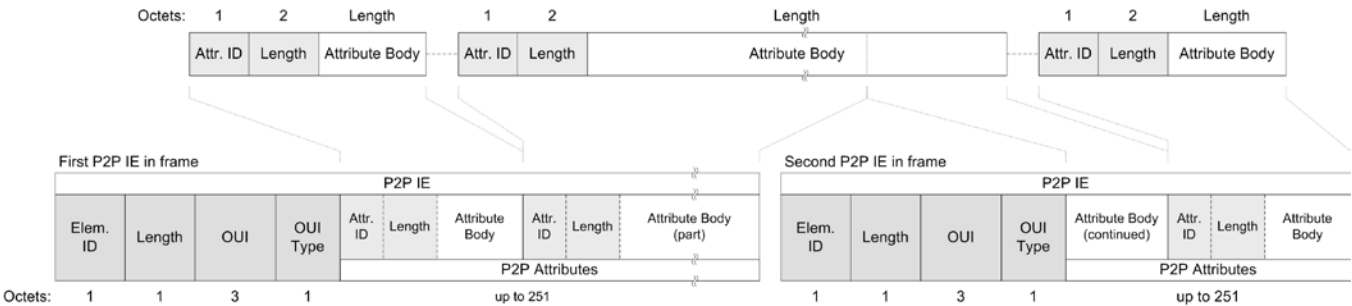 Octets: 1 2 Length 1 2 Length 1 2 Length
Attr. ID Length Attribute Body Attr. ID Length Attribute Body Attr. ID Length Attribute Body
First P2P IE in frame Second P2P IE in frame
P2P IE P2P IE
Elem. ID Length OUI OUI Type Attr. ID Length Attribute Body Attr. ID Length Attribute Body (part) Elem. ID Length OUI OUI Type Attribute Body (continued) Attr. ID Length Attribute Body
P2P Attributes P2P Attributes
Octets: 1 1 3 1 up to 251 1 1 3 1 up to 251